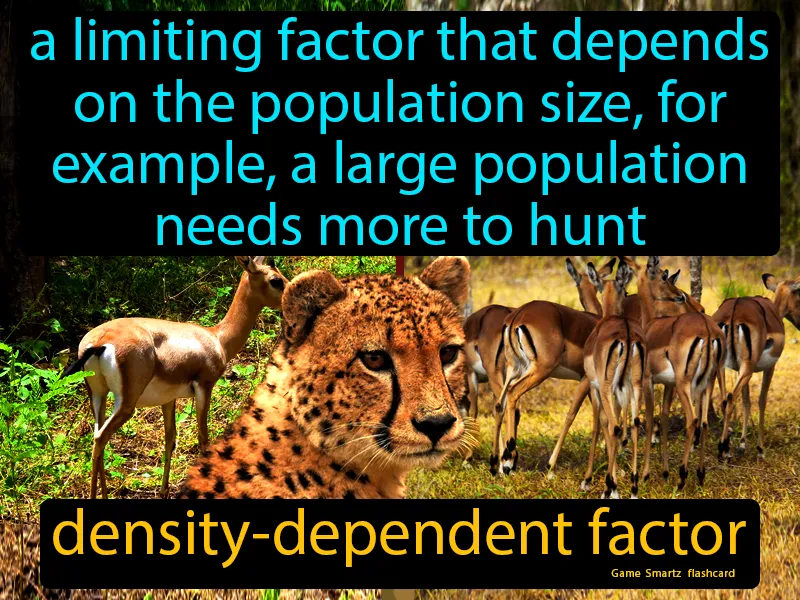 a limiting factor that depends
on the population size, for
example, a large population
needs more to hunt
density-dependent factor
Game Smartz flashcard